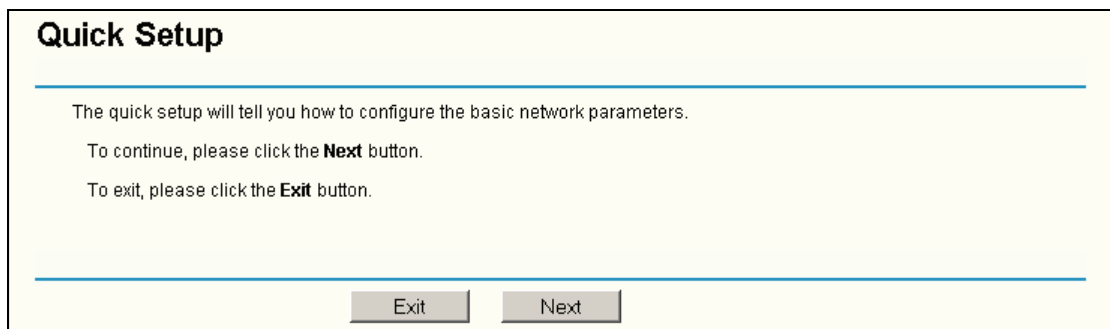 Quick Setup
The quick setup will tell you how to configure the basic network parameters.
To continue, please click the Next button.
To exit, please click the Exit button.
Exit Next